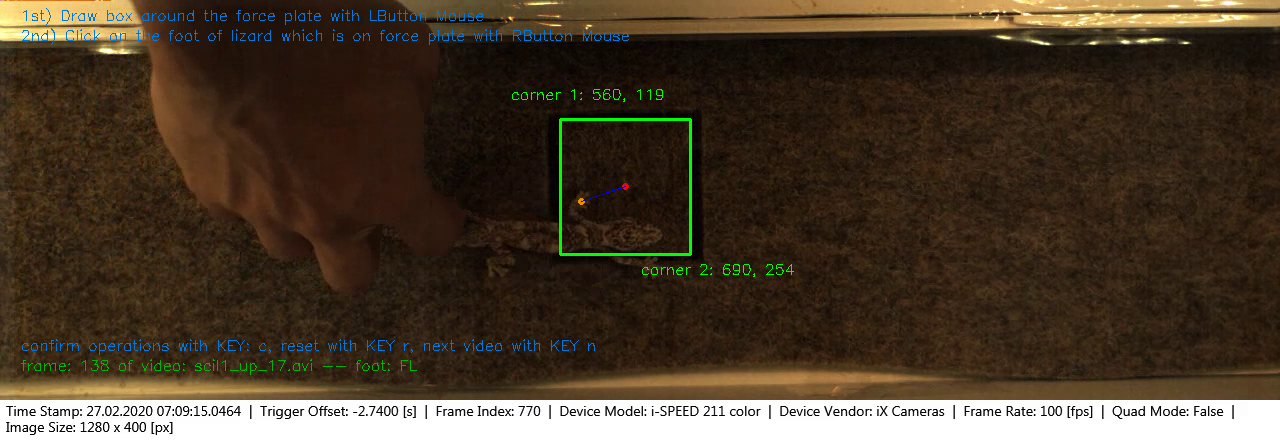 1st) Draw box around the force plate with LButton Mouse
2nd) Click on the foot of lizard which is on force plate with RButton Mouse
corner 1: 560, 119
corner 2: 690, 254
confirm operations with KEY: c, reset with KEY r, next video with KEY n
frame: 138 of video: scil1_up_17.avi -- foot: FL
Time Stamp: 27.02.2020 07:09:15.0464 | Trigger Offset: -2.7400 [s] | Frame Index: 770 | Device Model: i-SPEED 211 color | Device Vendor: iX Cameras | Frame Rate: 100 [fps] | Quad Mode: False |
Image Size: 1280 x 400 [px]